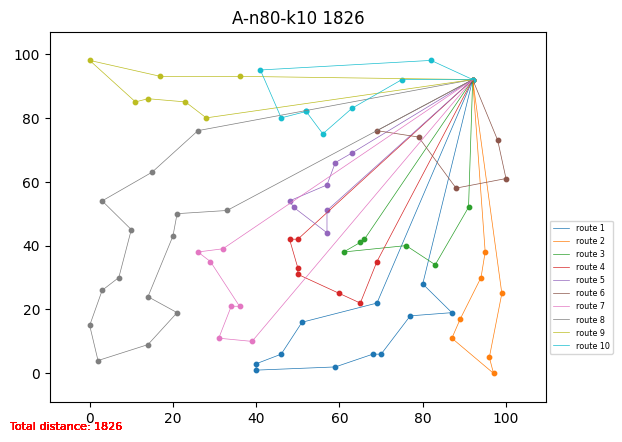 A-n80-k10 1826
100
80
60
40
20
0
0
20
40
60
80
100
route 1
route 2
route 3
route 4
route 5
route 6
route 7
route 8
route 9
route 10
Total distance: 1826